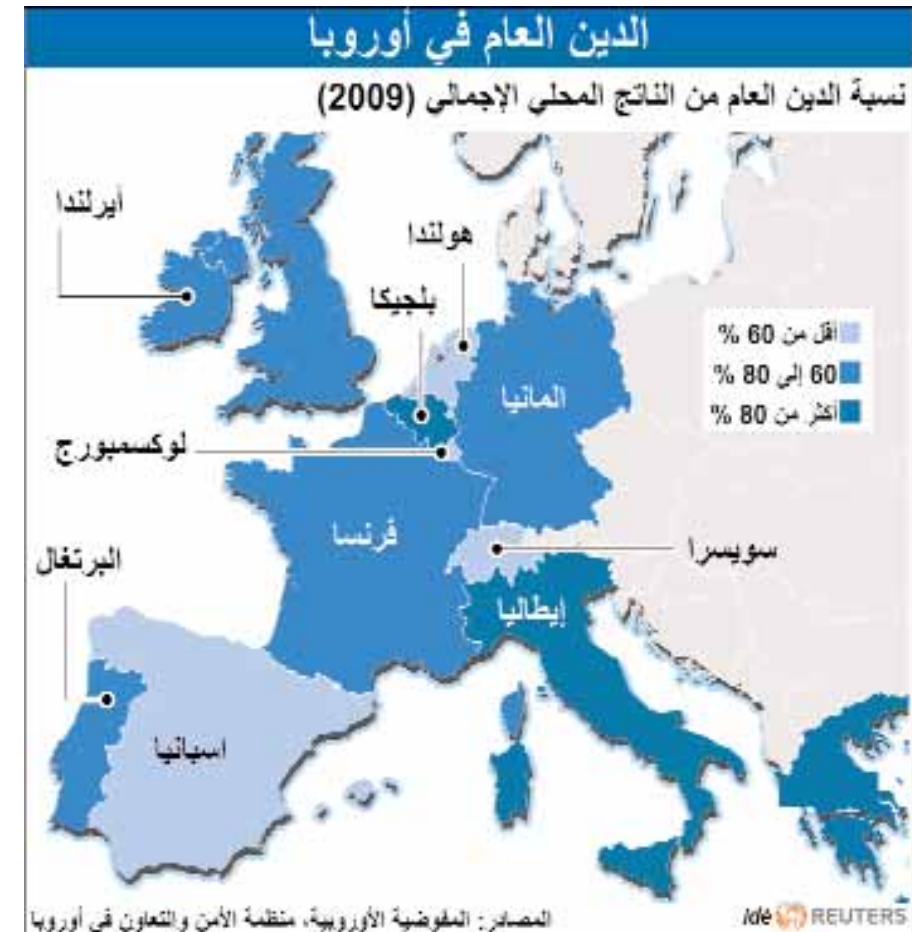 الدين العام في أوروبا
نسبة الدين العام من الناتج المحلي الإجمالي (2009)
أيرلندا
هولندا
بلجيكا
أقل من 60 %
60 إلى 80 %
أكثر من 80 %
المانيا
لوكسمبورج
فرنسا
سويسرا
البرتغال
إيطاليا
اسبانيا
المصادر: المفوضية الأوروبية، منظمة الأمن والتعاون في أوروبا
Idé REUTERS